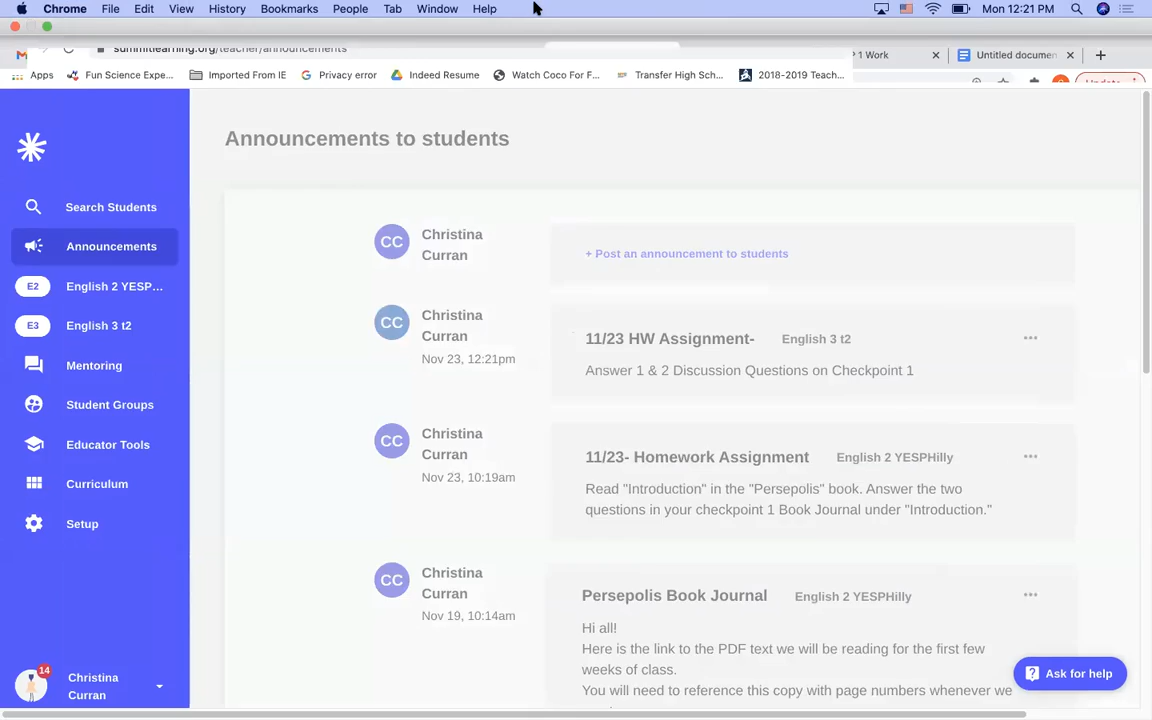 Chrome File Edit View History Bookmarks People Tab Window Help Mon 12:21 PM
summitlearning.org/teacher/announcements 1 Work Untitled documen
Apps Fun Science Expe... Imported From IE Privacy error Indeed Resume Watch Coco For F... Transfer High Sch... 2018-2019 Teach... Update
Announcements to students
Search Students
Announcements
E2 English 2 YESP...
E3 English 3 t2
Mentoring
Student Groups
Educator Tools
Curriculum
Setup
14
Christina
Curran
CC
Christina
Curran
+ Post an announcement to students
CC
Christina
Curran
Nov 23, 12:21pm
11/23 HW Assignment- English 3 t2
Answer 1 & 2 Discussion Questions on Checkpoint 1
CC
Christina
Curran
Nov 23, 10:19am
11/23- Homework Assignment English 2 YESPHilly
Read "Introduction" in the "Persepolis" book. Answer the two
questions in your checkpoint 1 Book Journal under "Introduction."
CC
Christina
Curran
Nov 19, 10:14am
Persepolis Book Journal English 2 YESPHilly
Hi all!
Here is the link to the PDF text we will be reading for the first few
weeks of class.
You will need to reference this copy with page numbers whenever we
Ask for help